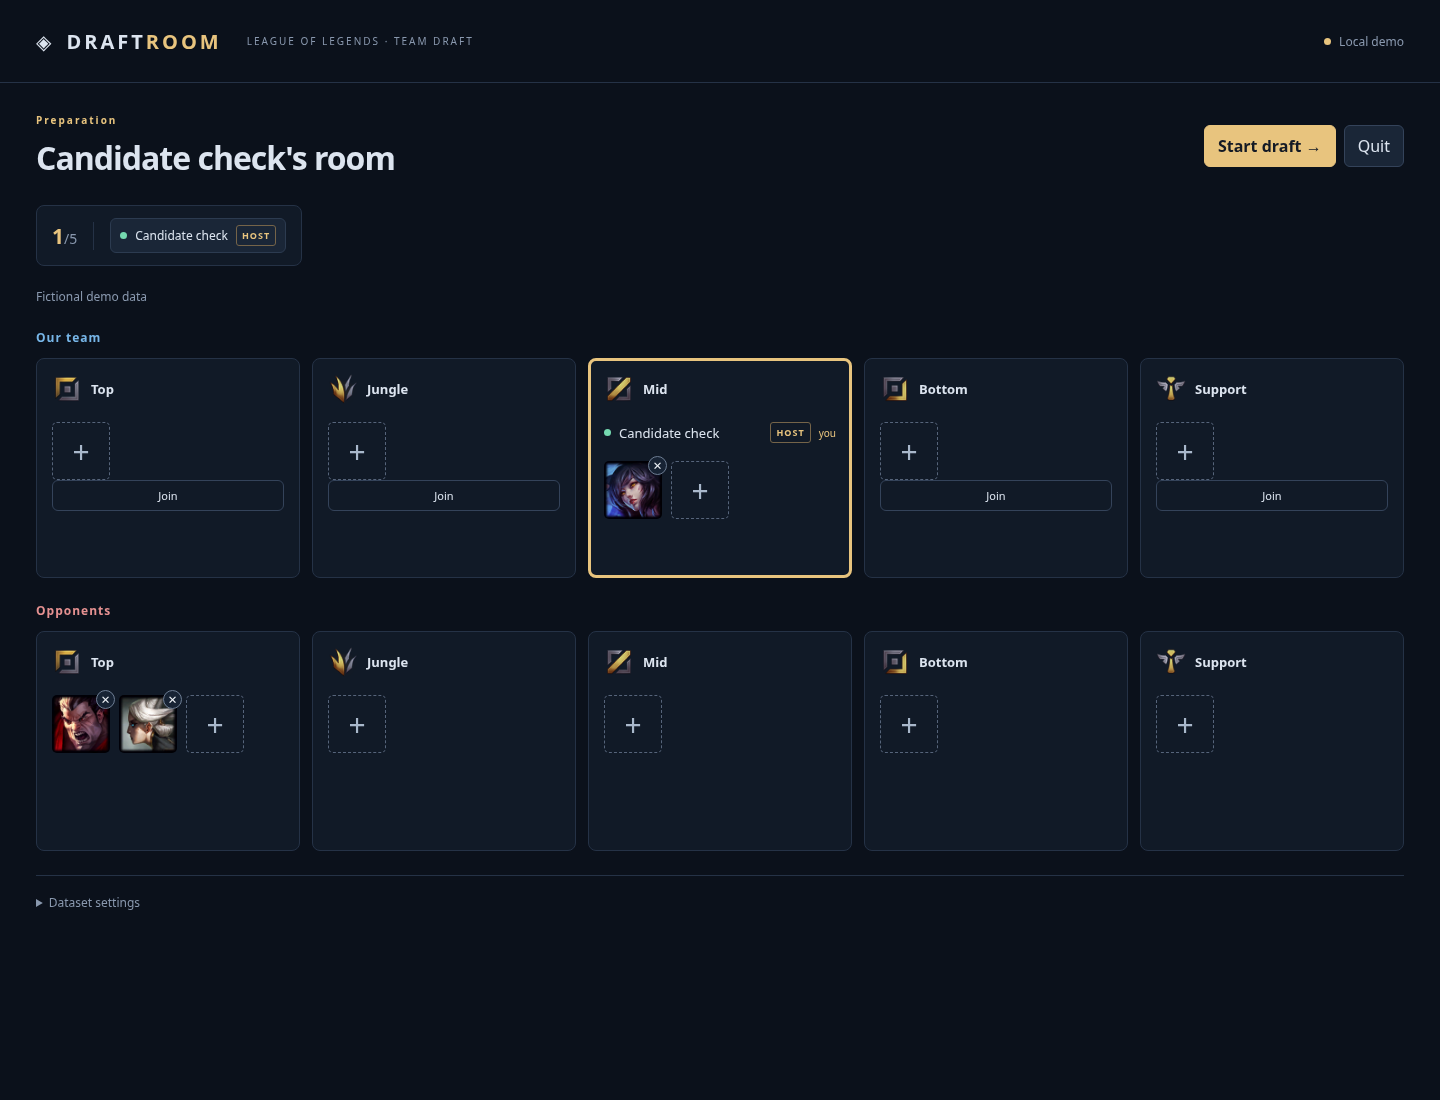 ◈ DRAFTROOM LEAGUE OF LEGENDS · TEAM DRAFT Local demo
Preparation
Candidate check's room
Start draft → Quit
1/5 Candidate check HOST
Fictional demo data
Our team
Top Jungle Mid Bottom Support
Candidate check HOST you
+ + × + + +
Join Join Join Join
Opponents
Top Jungle Mid Bottom Support
× × + + + + +
Dataset settings